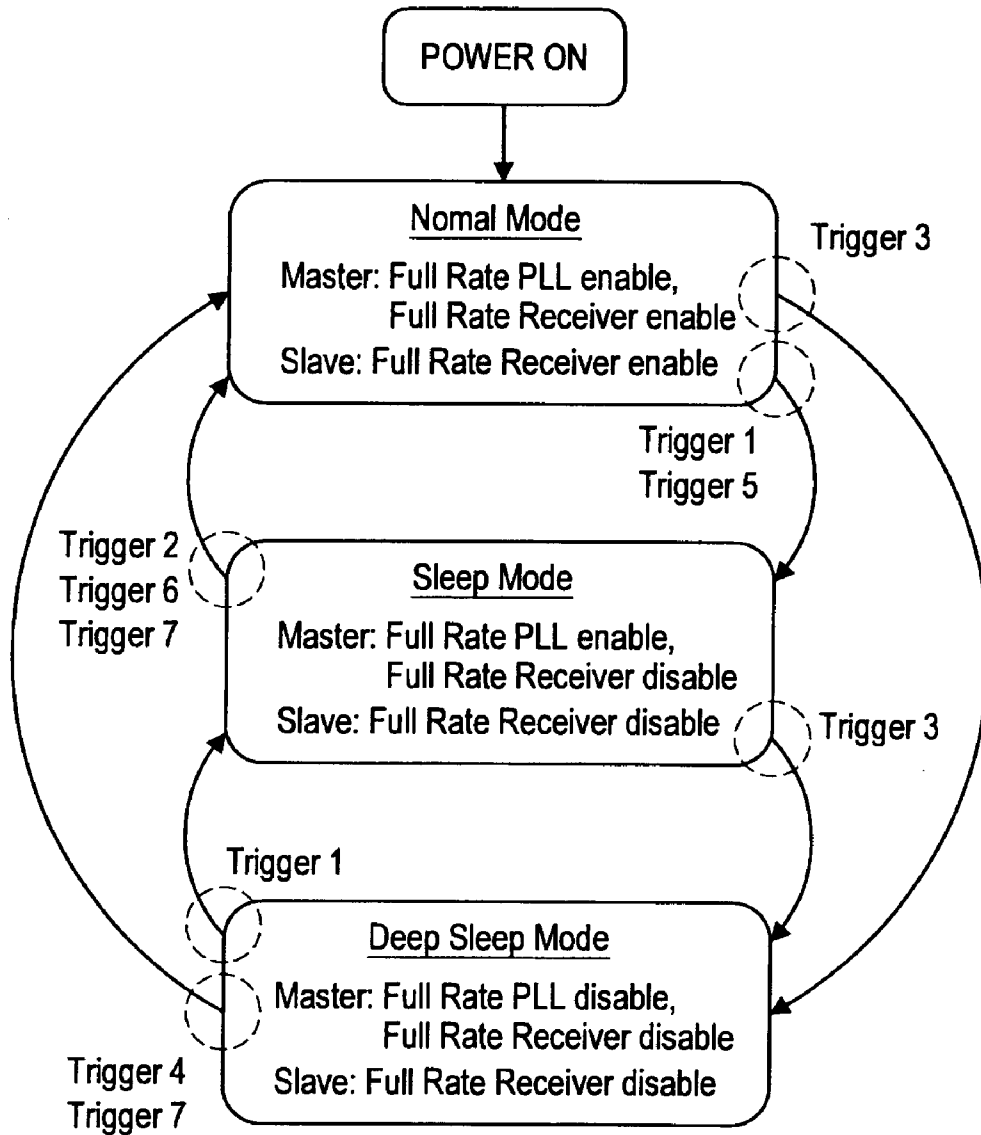 POWER ON
Nomal Mode
Master: Full Rate PLL enable,
Full Rate Receiver enable
Slave: Full Rate Receiver enable
Trigger 3
Trigger 1
Trigger 5
Trigger 2
Trigger 6
Trigger 7
Sleep Mode
Master: Full Rate PLL enable,
Full Rate Receiver disable
Slave: Full Rate Receiver disable
Trigger 3
Trigger 1
Deep Sleep Mode
Master: Full Rate PLL disable,
Full Rate Receiver disable
Slave: Full Rate Receiver disable
Trigger 4
Trigger 7